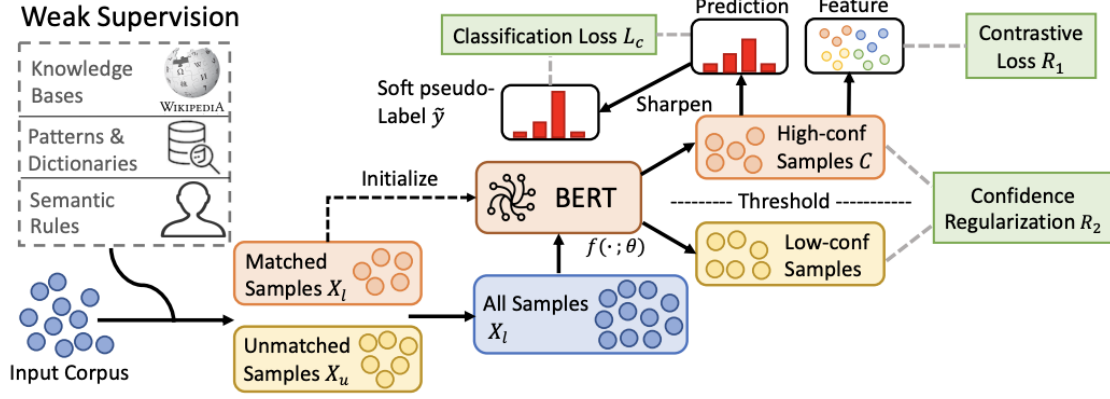 Weak Supervision
Knowledge
Bases
WIKIPEDIA
Patterns &
Dictionaries
Semantic
Rules
Input Corpus
Matched
Samples X_l
Unmatched
Samples X_u
Initialize
All Samples
X_l
BERT
f(·;θ)
Classification Loss L_c
Soft pseudo-
Label ỹ
Sharpen
Prediction
Feature
Contrastive
Loss R_1
High-conf
Samples C
Threshold
Low-conf
Samples
Confidence
Regularization R_2